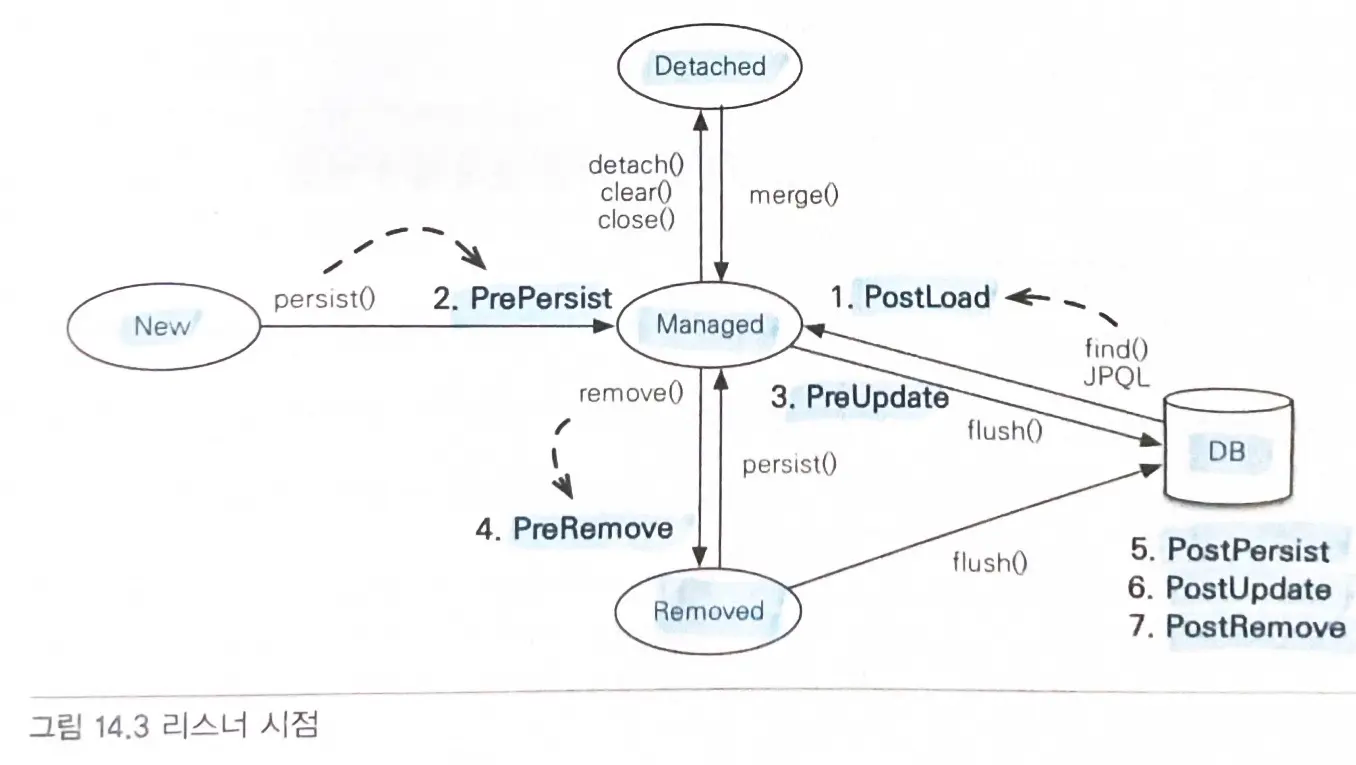 Detached
detach()
clear()
close()
merge()
persist()
2. PrePersist
1. PostLoad
New
Managed
find()
JPQL
remove()
3. PreUpdate
flush()
DB
persist()
4. PreRemove
flush()
5. PostPersist
6. PostUpdate
7. PostRemove
Removed
그림 14.3 리스너 시점